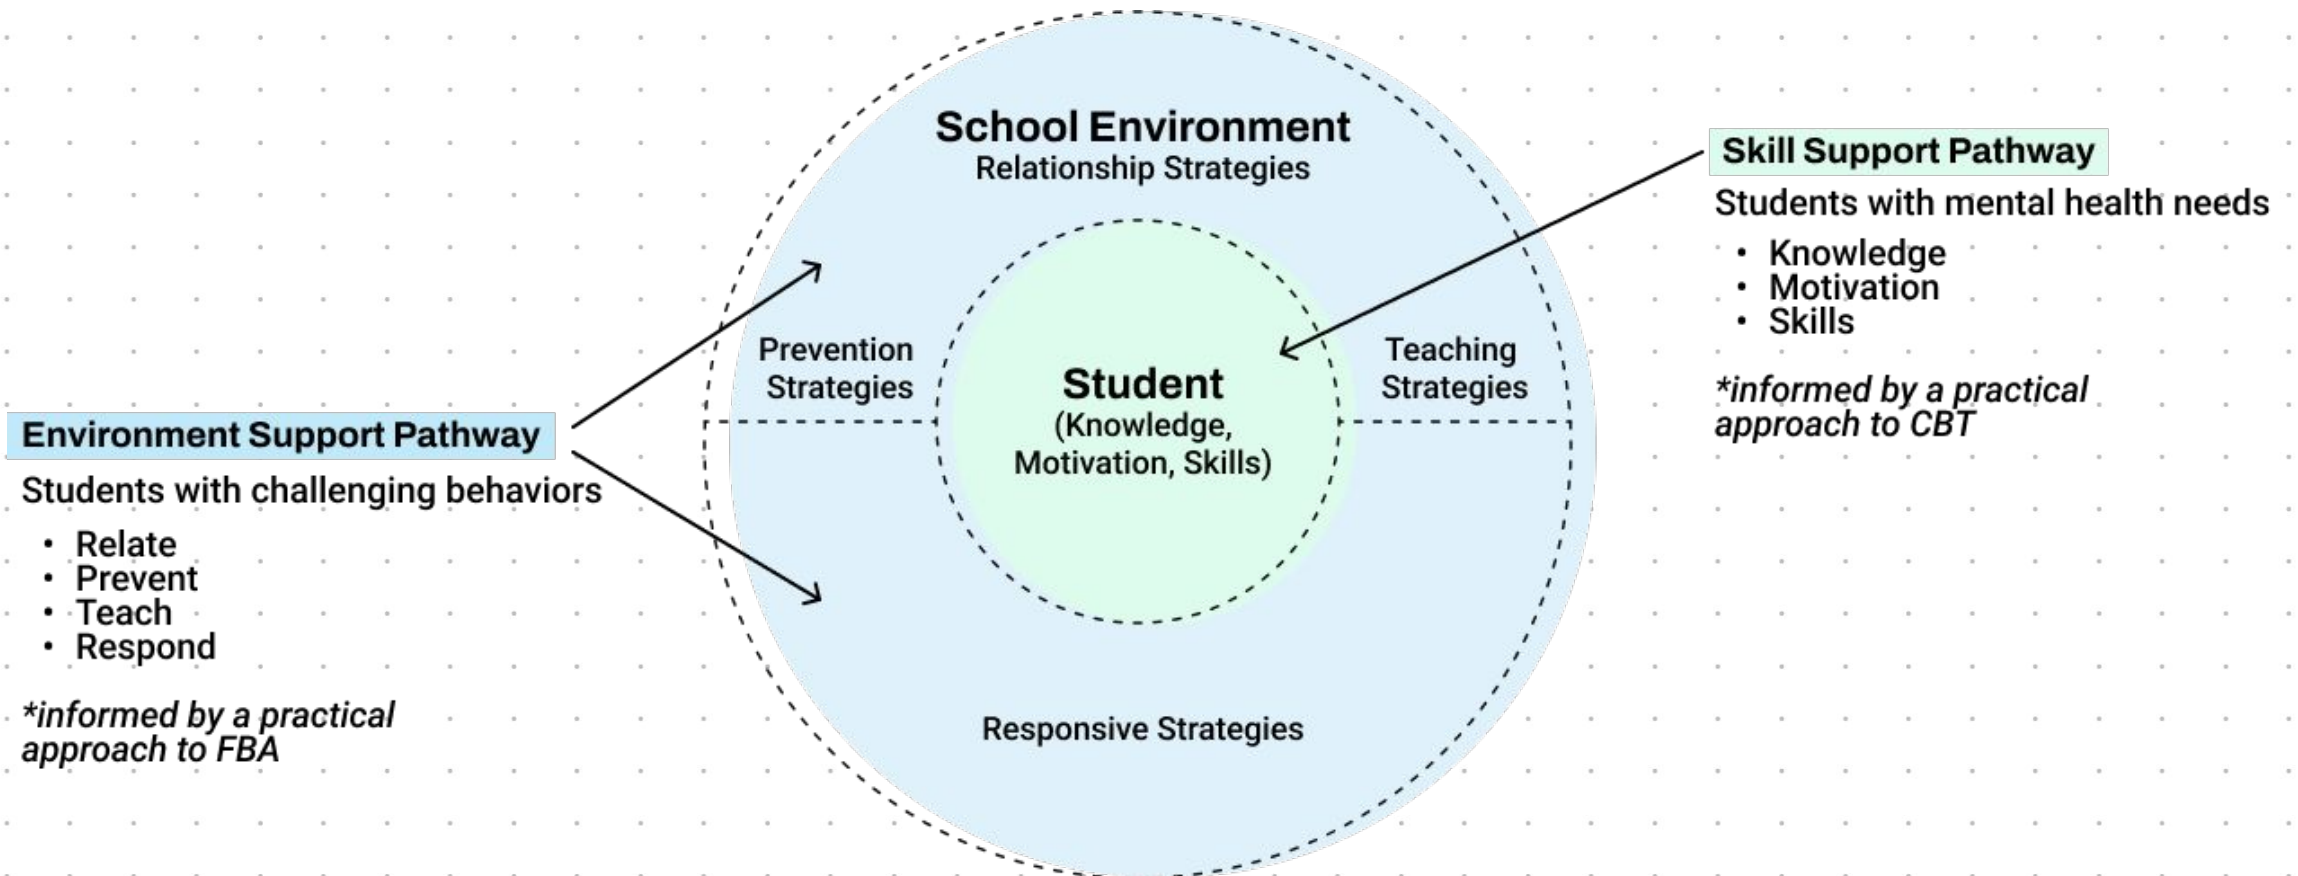 School Environment
Relationship Strategies
Prevention
Strategies
Teaching
Strategies
Student
(Knowledge,
Motivation, Skills)
Responsive Strategies
Environment Support Pathway
Students with challenging behaviors
• Relate
• Prevent
• Teach
• Respond
*informed by a practical
approach to FBA
Skill Support Pathway
Students with mental health needs
• Knowledge
• Motivation
• Skills
*informed by a practical
approach to CBT